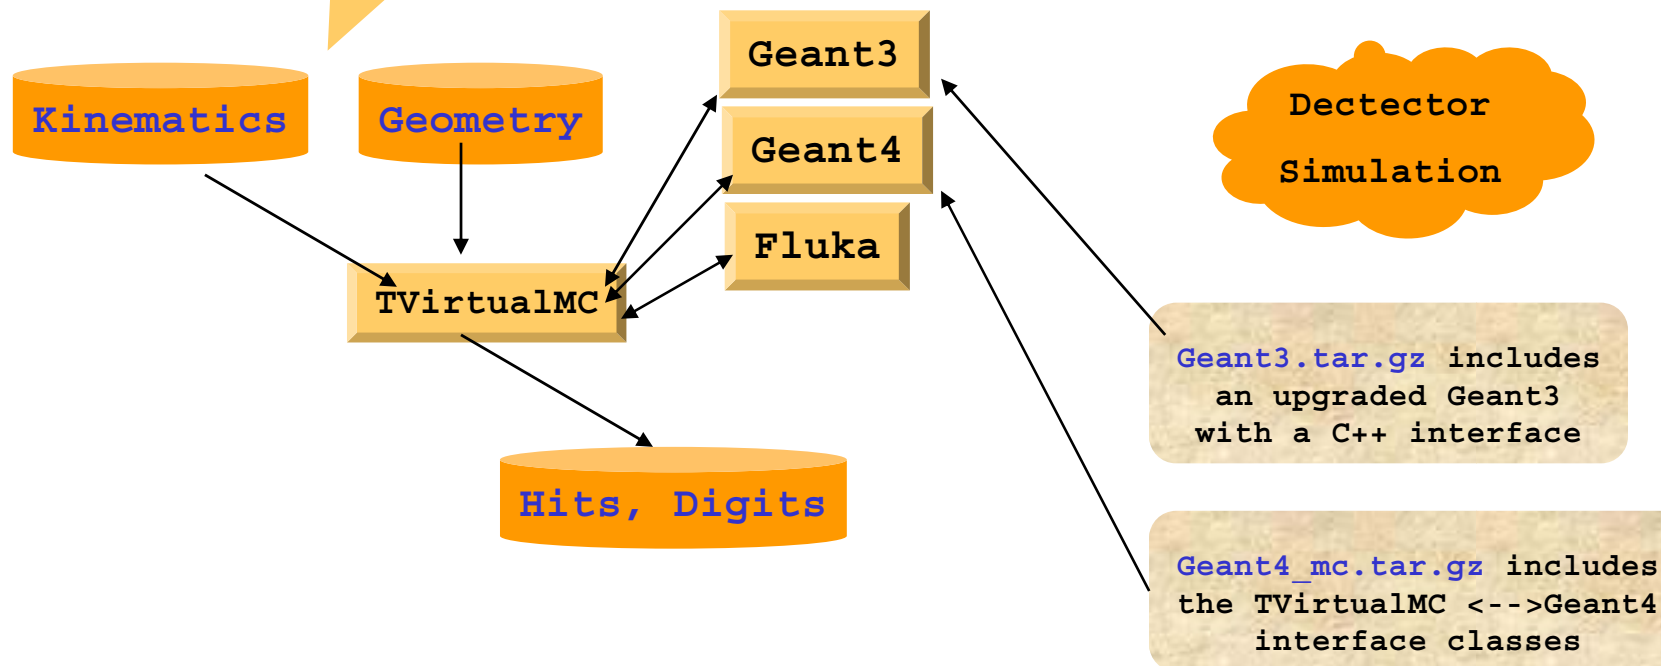 Kinematics
Geometry
Geant3
Geant4
Fluka
TVirtualMC
Hits, Digits
Dectector
Simulation
Geant3.tar.gz includes
an upgraded Geant3
with a C++ interface
Geant4_mc.tar.gz includes
the TVirtualMC <-->Geant4
interface classes